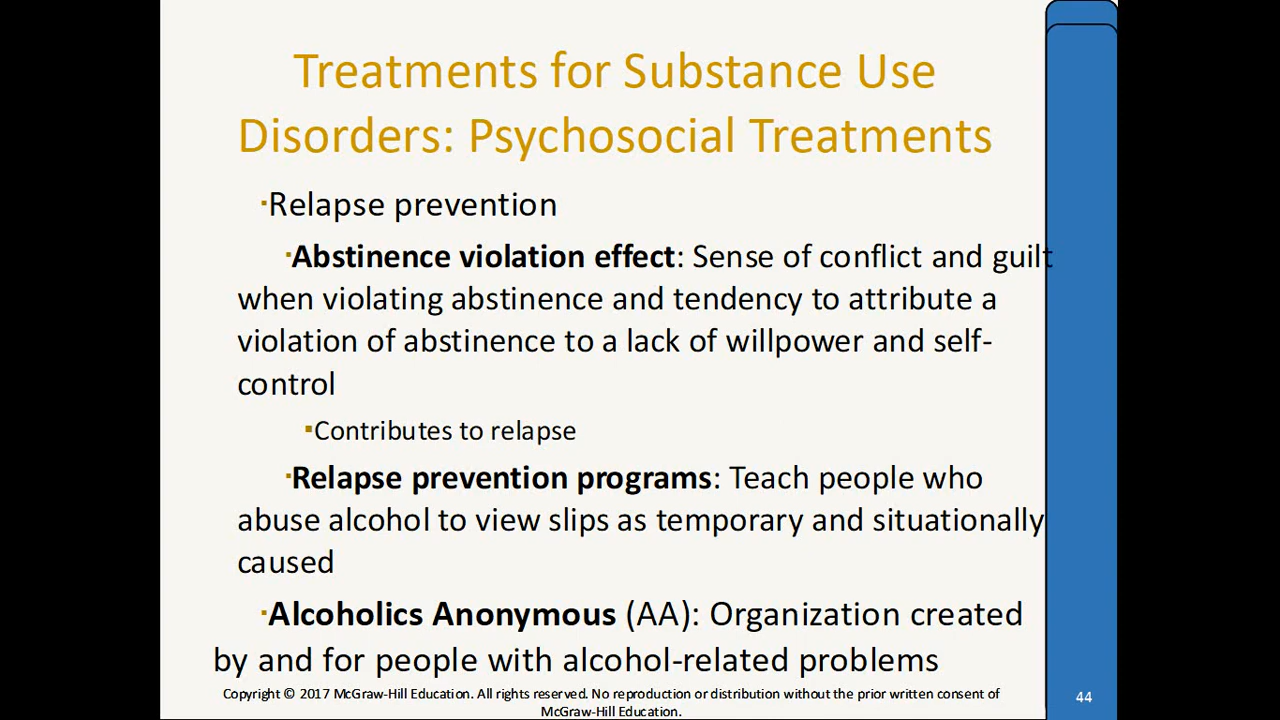 Treatments for Substance Use
Disorders: Psychosocial Treatments
▪Relapse prevention
▪Abstinence violation effect: Sense of conflict and guilt
when violating abstinence and tendency to attribute a
violation of abstinence to a lack of willpower and self-
control
▪Contributes to relapse
▪Relapse prevention programs: Teach people who
abuse alcohol to view slips as temporary and situationally
caused
▪Alcoholics Anonymous (AA): Organization created
by and for people with alcohol-related problems
Copyright © 2017 McGraw-Hill Education. All rights reserved. No reproduction or distribution without the prior written consent of
McGraw-Hill Education.
44